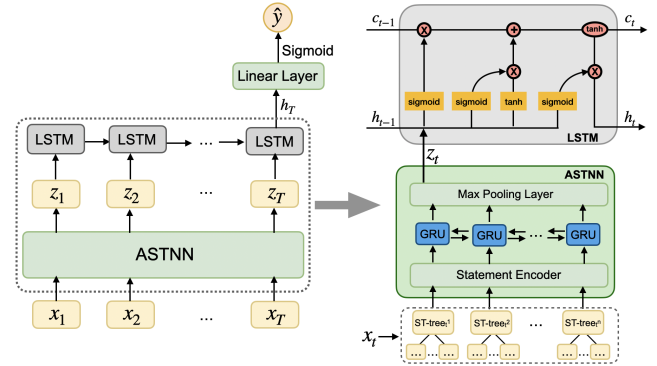 ŷ
Sigmoid
Linear Layer
h_T
LSTM LSTM ... LSTM
z_1 z_2 ... z_T
ASTNN
x_1 x_2 ... x_T
c_{t-1} x + tanh c_t
x x
sigmoid sigmoid tanh sigmoid
h_{t-1} h_t
LSTM
z_t
ASTNN
Max Pooling Layer
GRU GRU ... GRU
Statement Encoder
x_t
ST-tree_t^1 ST-tree_t^2 ... ST-tree_t^n
... ... ... ... ... ... ... ... ...